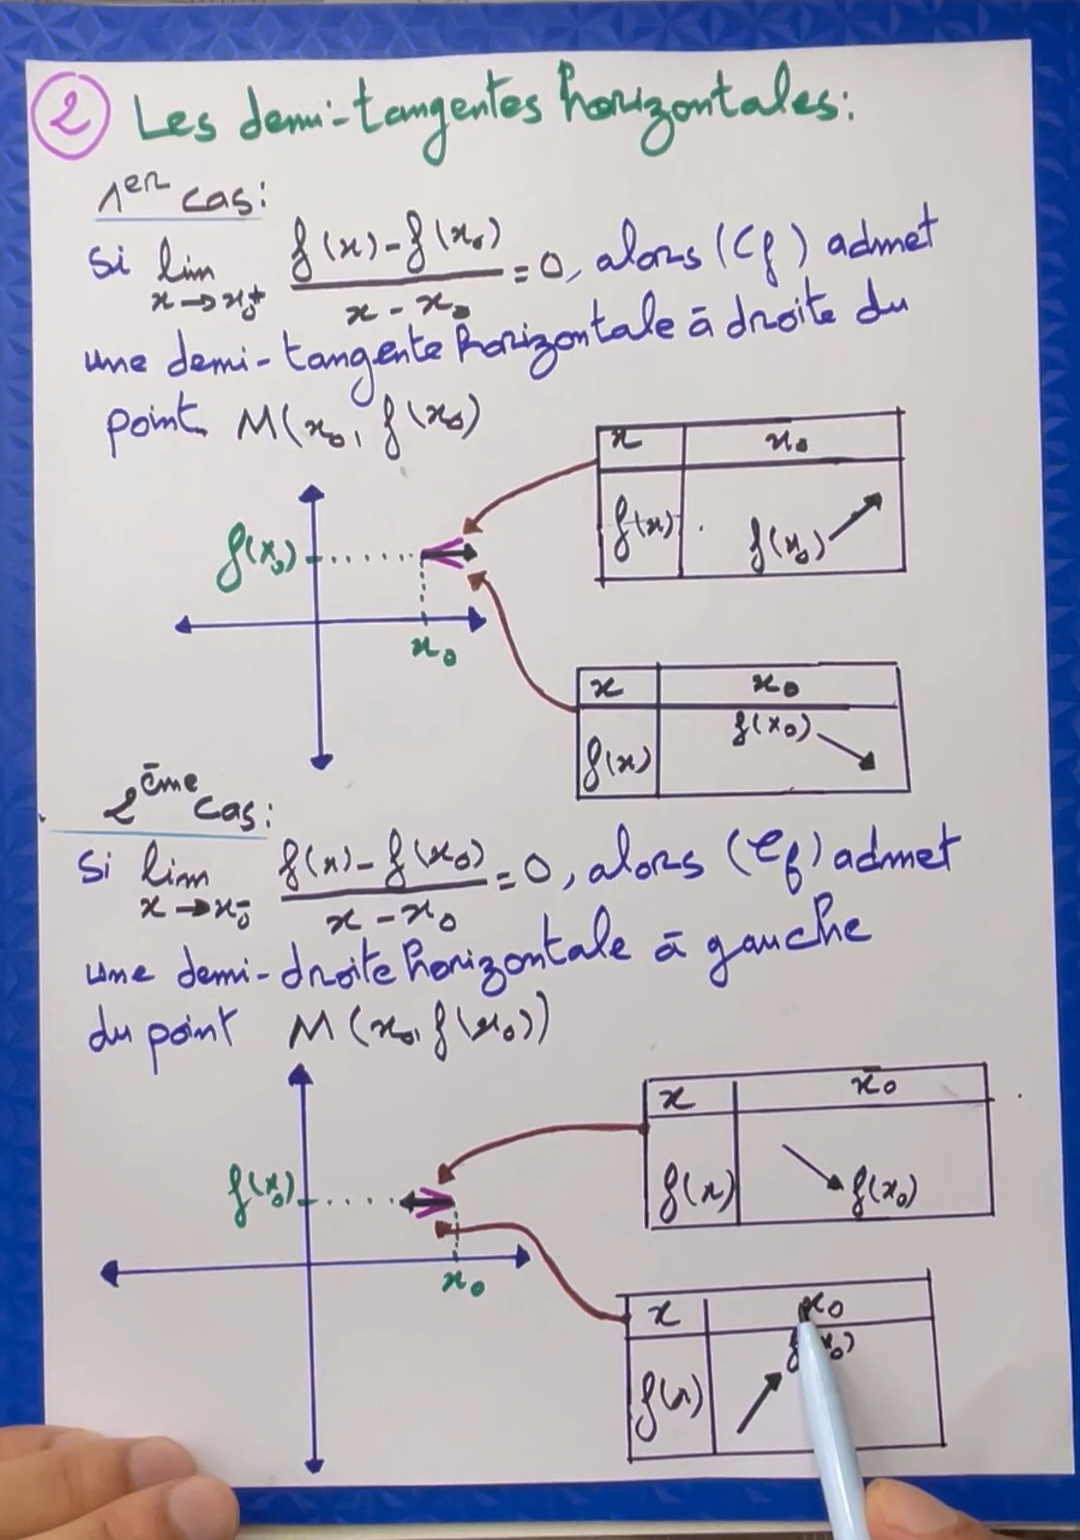 2 Les demi-tangentes horizontales:
1er cas:
Si lim f(x)-f(x₀) = 0, alors (Cf) admet
x→x₀⁺ x-x₀
une demi-tangente horizontale à droite du
point M(x₀, f(x₀)
x x₀
f(x) f(x₀)
f(x₀)
x₀
x x₀
f(x) f(x₀)
2ème cas:
Si lim f(x)-f(x₀) = 0, alors (Cf) admet
x→x₀⁻ x-x₀
une demi-droite horizontale à gauche
du point M(x₀, f(x₀))
x x₀
f(x) f(x₀)
f(x₀)
x₀
x x₀
f(x) f(x₀)